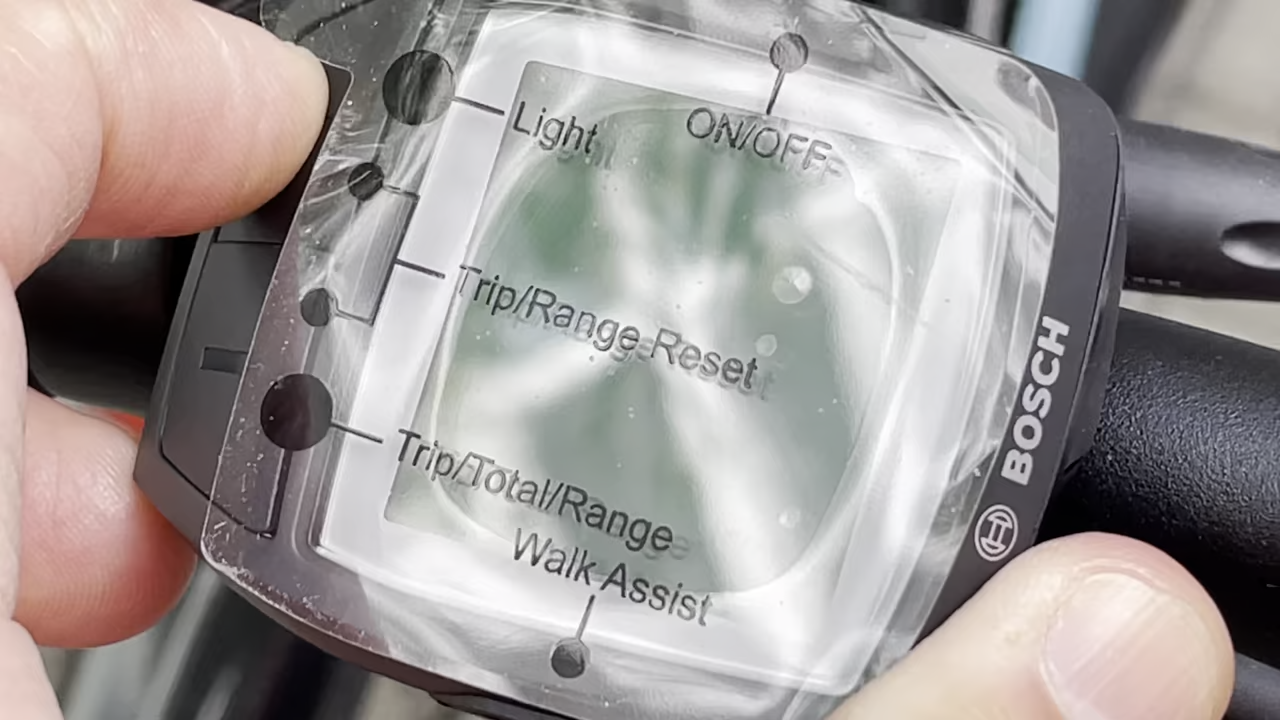 Light
ON/OFF
Trip/Range Reset
Trip/Total/Range
Walk Assist
BOSCH